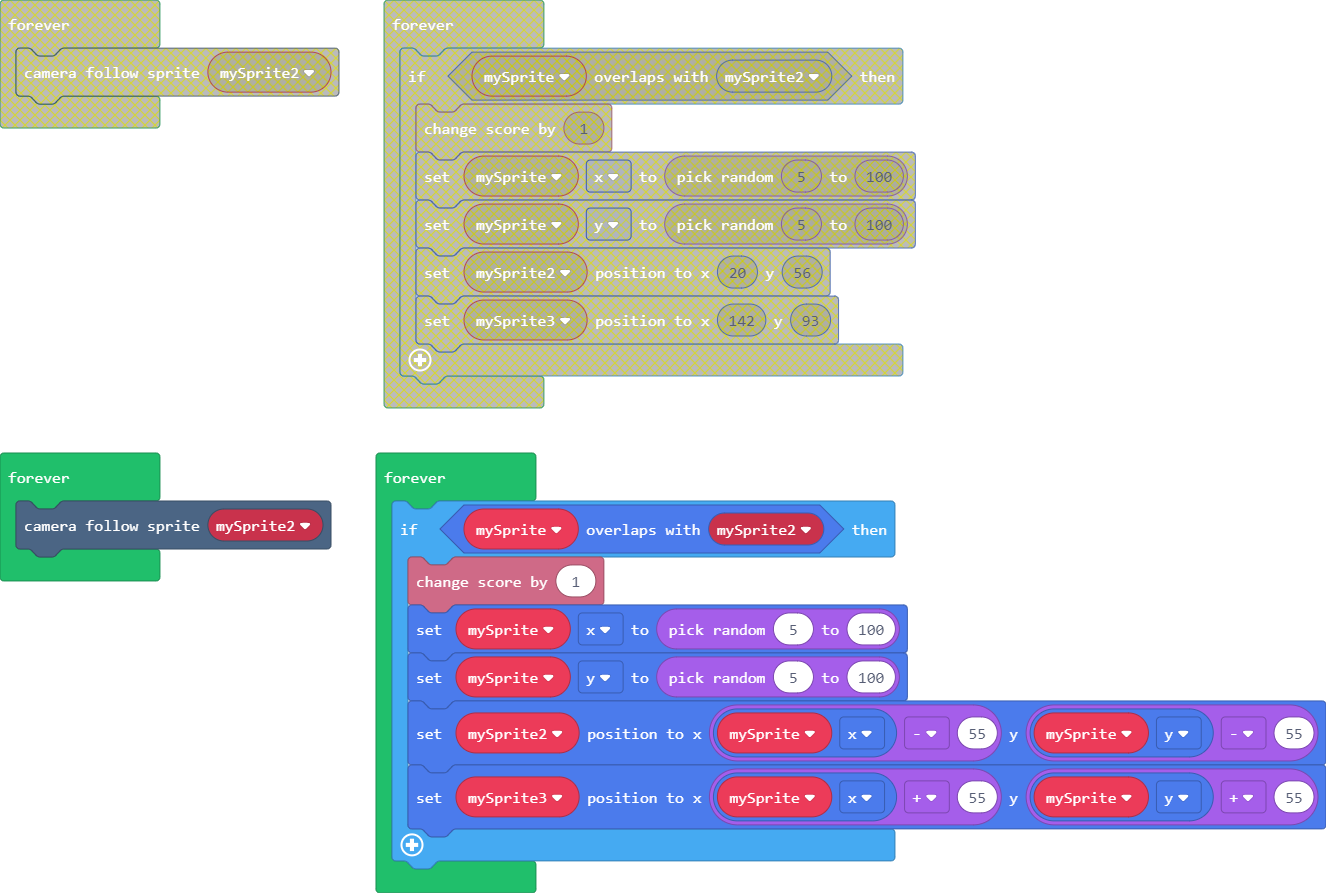 forever
camera follow sprite mySprite2
forever
if mySprite overlaps with mySprite2 then
change score by 1
set mySprite x to pick random 5 to 100
set mySprite y to pick random 5 to 100
set mySprite2 position to x 20 y 56
set mySprite3 position to x 142 y 93
forever
camera follow sprite mySprite2
forever
if mySprite overlaps with mySprite2 then
change score by 1
set mySprite x to pick random 5 to 100
set mySprite y to pick random 5 to 100
set mySprite2 position to x mySprite x - 55 y mySprite y - 55
set mySprite3 position to x mySprite x + 55 y mySprite y + 55